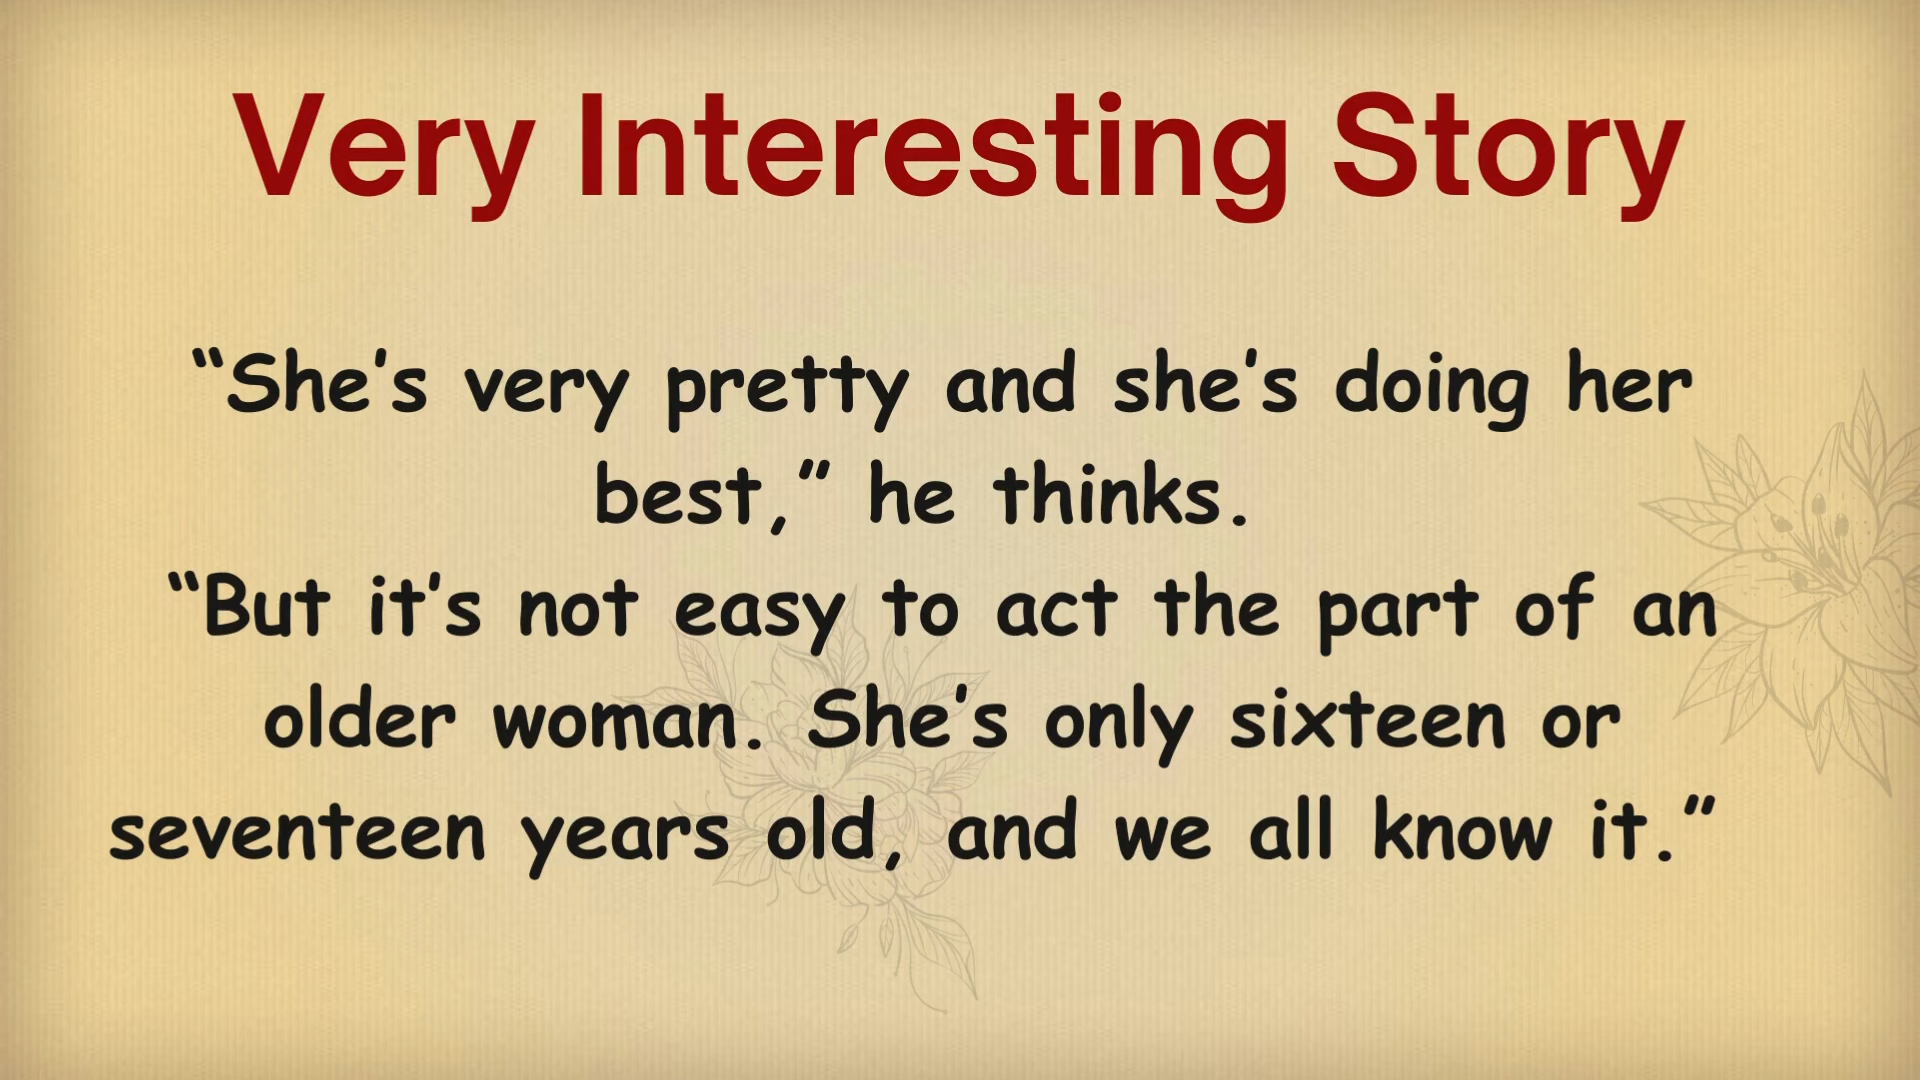 Very Interesting Story
“She’s very pretty and she’s doing her
best,” he thinks.
“But it’s not easy to act the part of an
older woman. She’s only sixteen or
seventeen years old, and we all know it.”